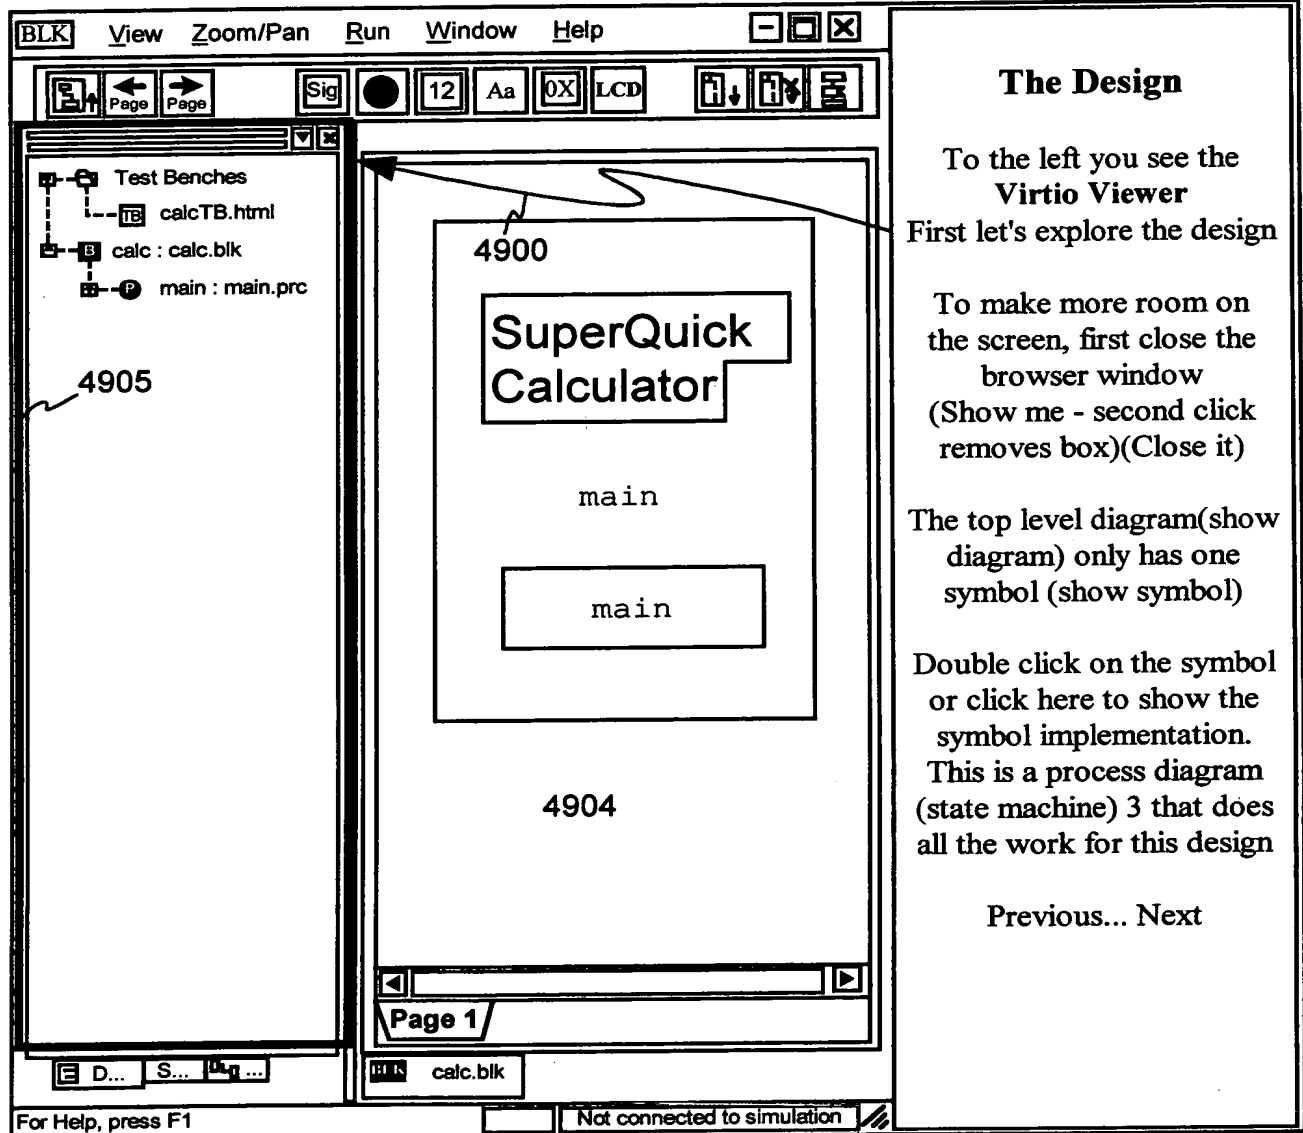 BLK View Zoom/Pan Run Window Help
Page Page Sig 12 Aa 0X LCD
Test Benches
TB calcTB.html
B calc : calc.blk
P main : main.prc
4905
4900
SuperQuick
Calculator
main
main
4904
Page 1
D... S... ...
BLK calc.blk
For Help, press F1
Not connected to simulation
The Design
To the left you see the
Virtio Viewer
First let's explore the design
To make more room on
the screen, first close the
browser window
(Show me - second click
removes box)(Close it)
The top level diagram(show
diagram) only has one
symbol (show symbol)
Double click on the symbol
or click here to show the
symbol implementation.
This is a process diagram
(state machine) 3 that does
all the work for this design
Previous... Next